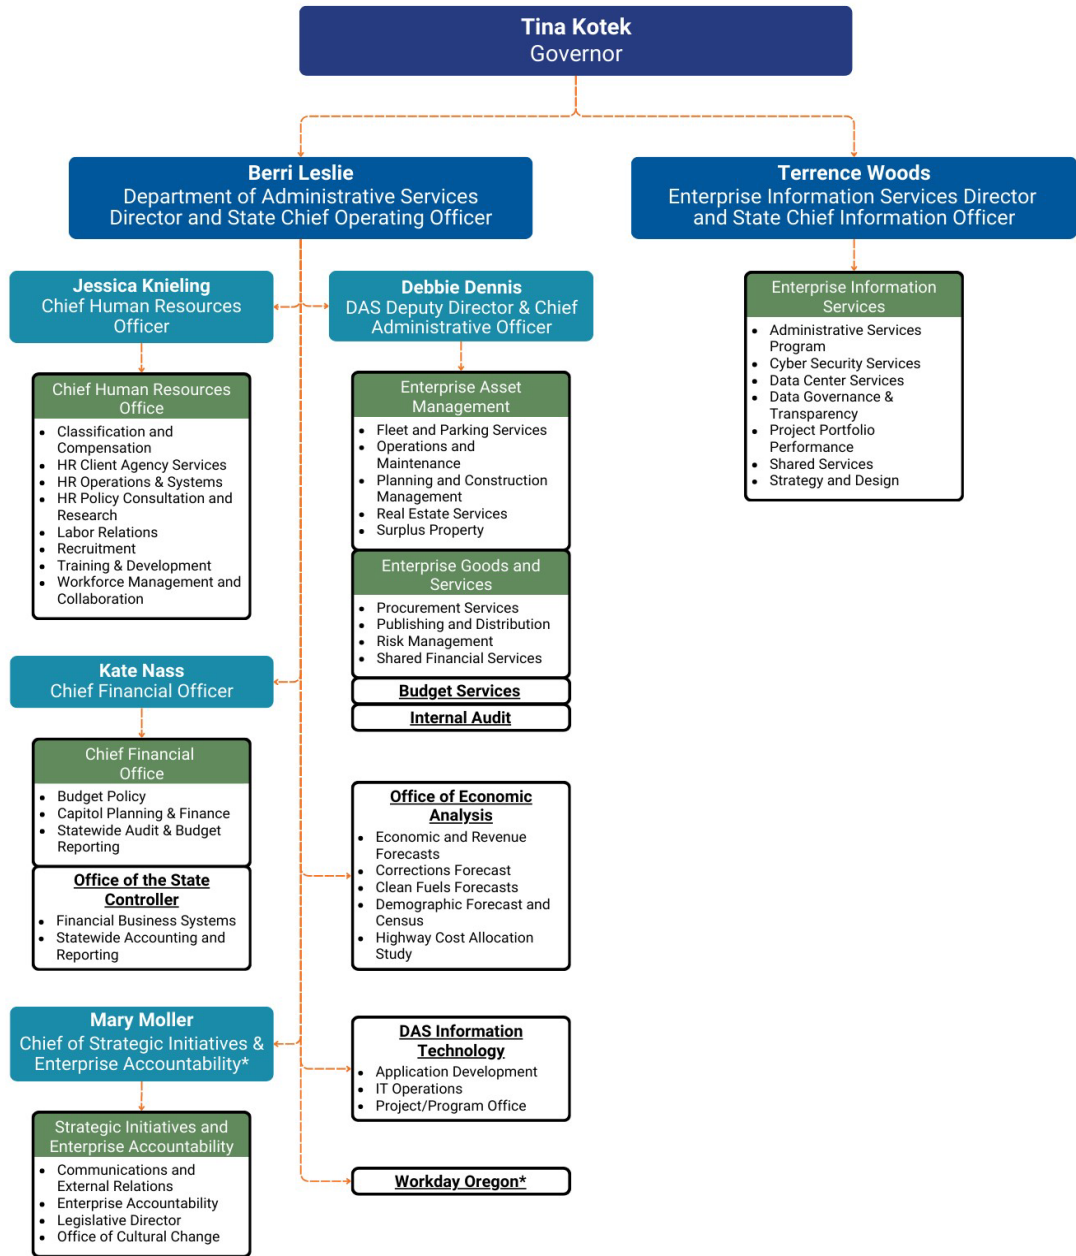 Tina Kotek
Governor
Berri Leslie
Department of Administrative Services
Director and State Chief Operating Officer
Terrence Woods
Enterprise Information Services Director
and State Chief Information Officer
Jessica Knieling
Chief Human Resources
Officer
Debbie Dennis
DAS Deputy Director & Chief
Administrative Officer
Enterprise Information
Services
• Administrative Services
Program
• Cyber Security Services
• Data Center Services
• Data Governance &
Transparency
• Project Portfolio
Performance
• Shared Services
• Strategy and Design
Chief Human Resources
Office
• Classification and
Compensation
• HR Client Agency Services
• HR Operations & Systems
• HR Policy Consultation and
Research
• Labor Relations
• Recruitment
• Training & Development
• Workforce Management and
Collaboration
Enterprise Asset
Management
• Fleet and Parking Services
• Operations and
Maintenance
• Planning and Construction
Management
• Real Estate Services
• Surplus Property
Enterprise Goods and
Services
• Procurement Services
• Publishing and Distribution
• Risk Management
• Shared Financial Services
Budget Services
Internal Audit
Kate Nass
Chief Financial Officer
Chief Financial
Office
• Budget Policy
• Capitol Planning & Finance
• Statewide Audit & Budget
Reporting
Office of the State
Controller
• Financial Business Systems
• Statewide Accounting and
Reporting
Office of Economic
Analysis
• Economic and Revenue
Forecasts
• Corrections Forecast
• Clean Fuels Forecasts
• Demographic Forecast and
Census
• Highway Cost Allocation
Study
Mary Moller
Chief of Strategic Initiatives &
Enterprise Accountability*
DAS Information
Technology
• Application Development
• IT Operations
• Project/Program Office
Strategic Initiatives and
Enterprise Accountability
• Communications and
External Relations
• Enterprise Accountability
• Legislative Director
• Office of Cultural Change
Workday Oregon*